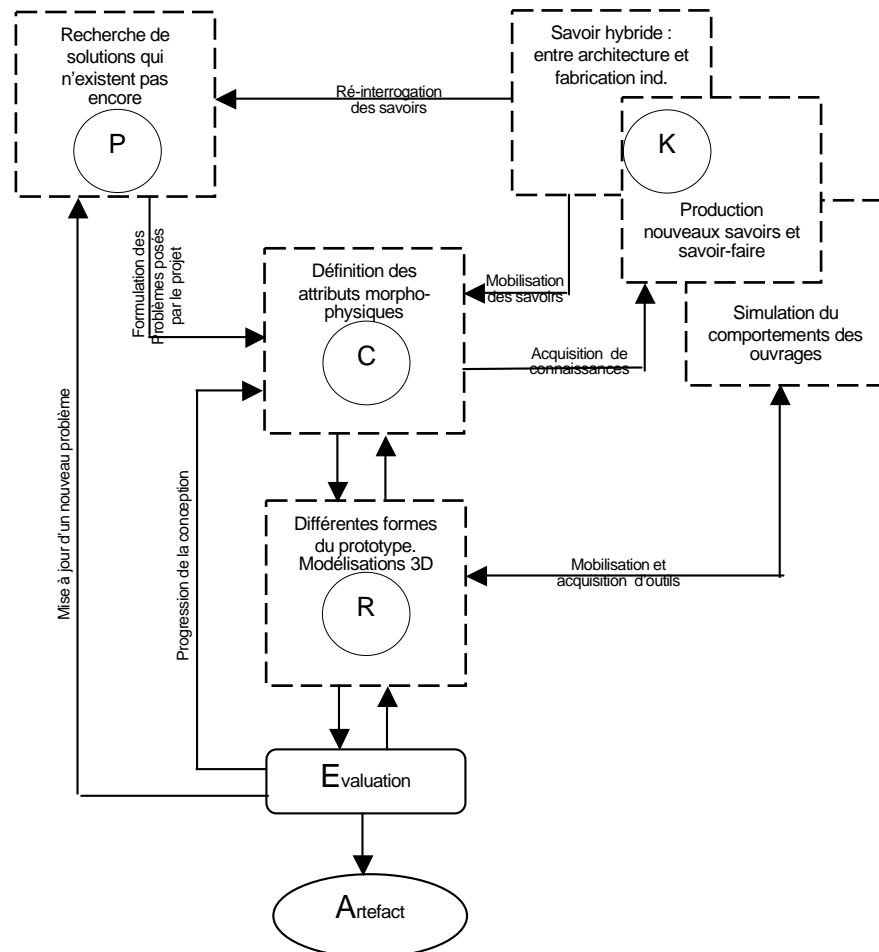 Recherche de
solutions qui
n'existent pas
encore
P
Savoir hybride :
entre architecture et
fabrication ind.
Ré-interrogation
des savoirs
K
Production
nouveaux savoirs et
savoir-faire
Simulation du
comportements des
ouvrages
Formulation des
Problèmes posés
par le projet
Définition des
attributs morpho-
physiques
C
Mobilisation
des savoirs
Acquisition de
connaissances
Mise à jour d'un nouveau problème
Progression de la conception
Différentes formes
du prototype.
Modélisations 3D
R
Mobilisation et
acquisition d'outils
Evaluation
Artefact